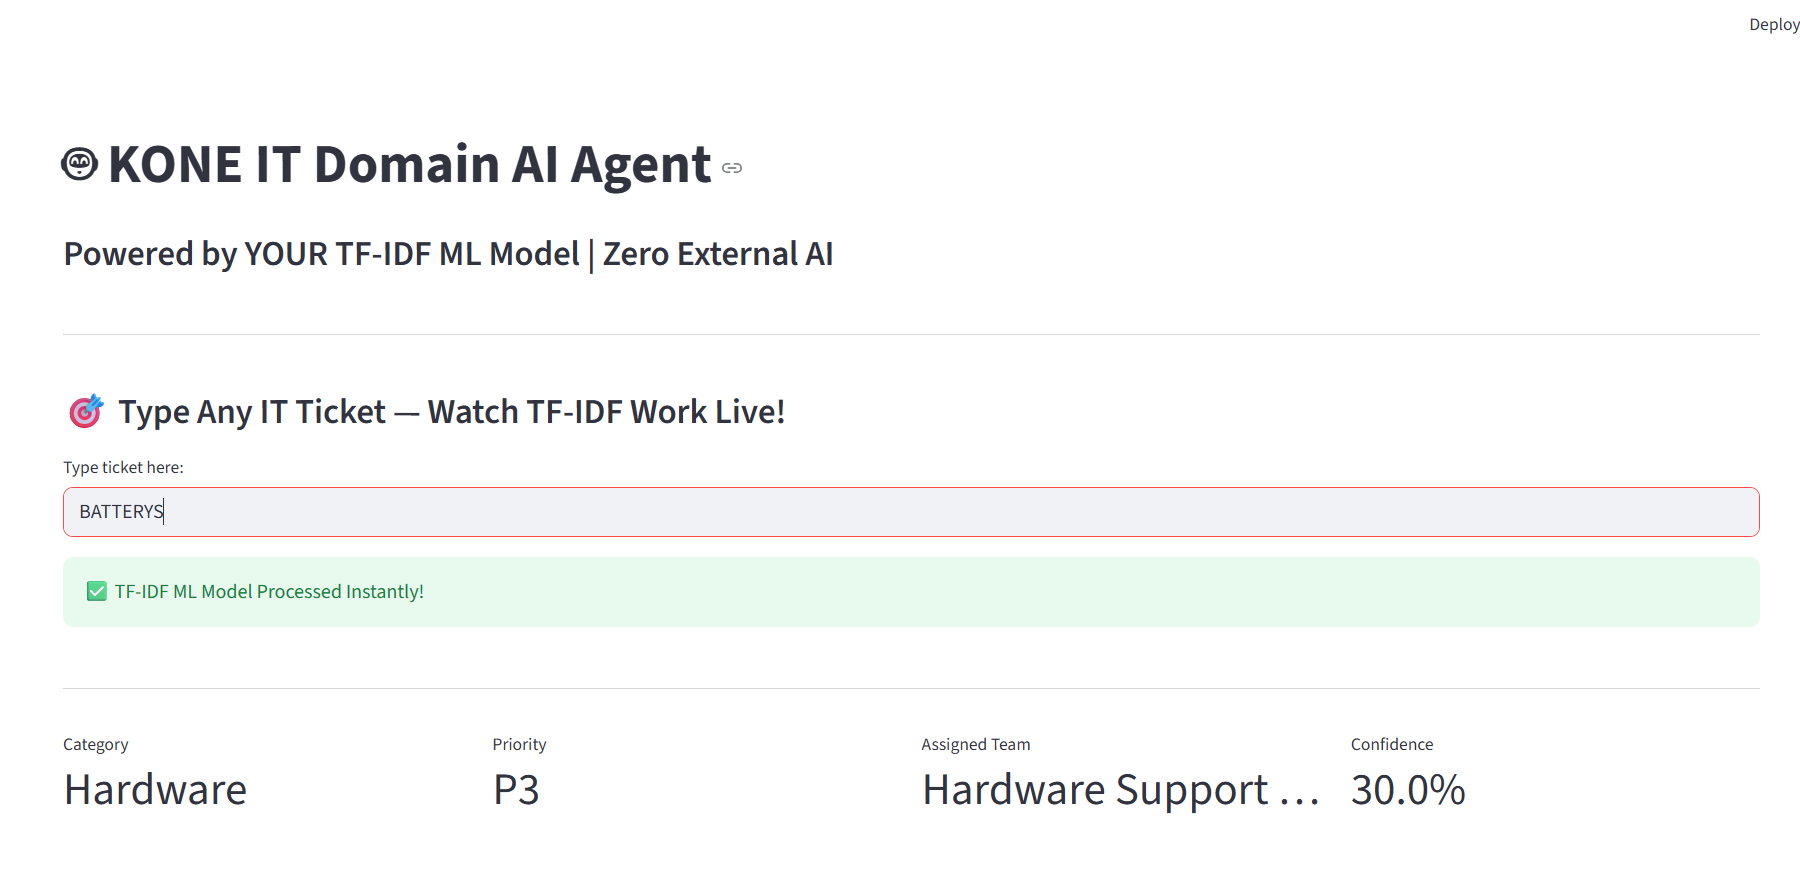 Deploy
KONE IT Domain AI Agent
Powered by YOUR TF-IDF ML Model | Zero External AI
Type Any IT Ticket — Watch TF-IDF Work Live!
Type ticket here:
BATTERYS
TF-IDF ML Model Processed Instantly!
Category
Priority
Assigned Team
Confidence
Hardware
P3
Hardware Support ...
30.0%